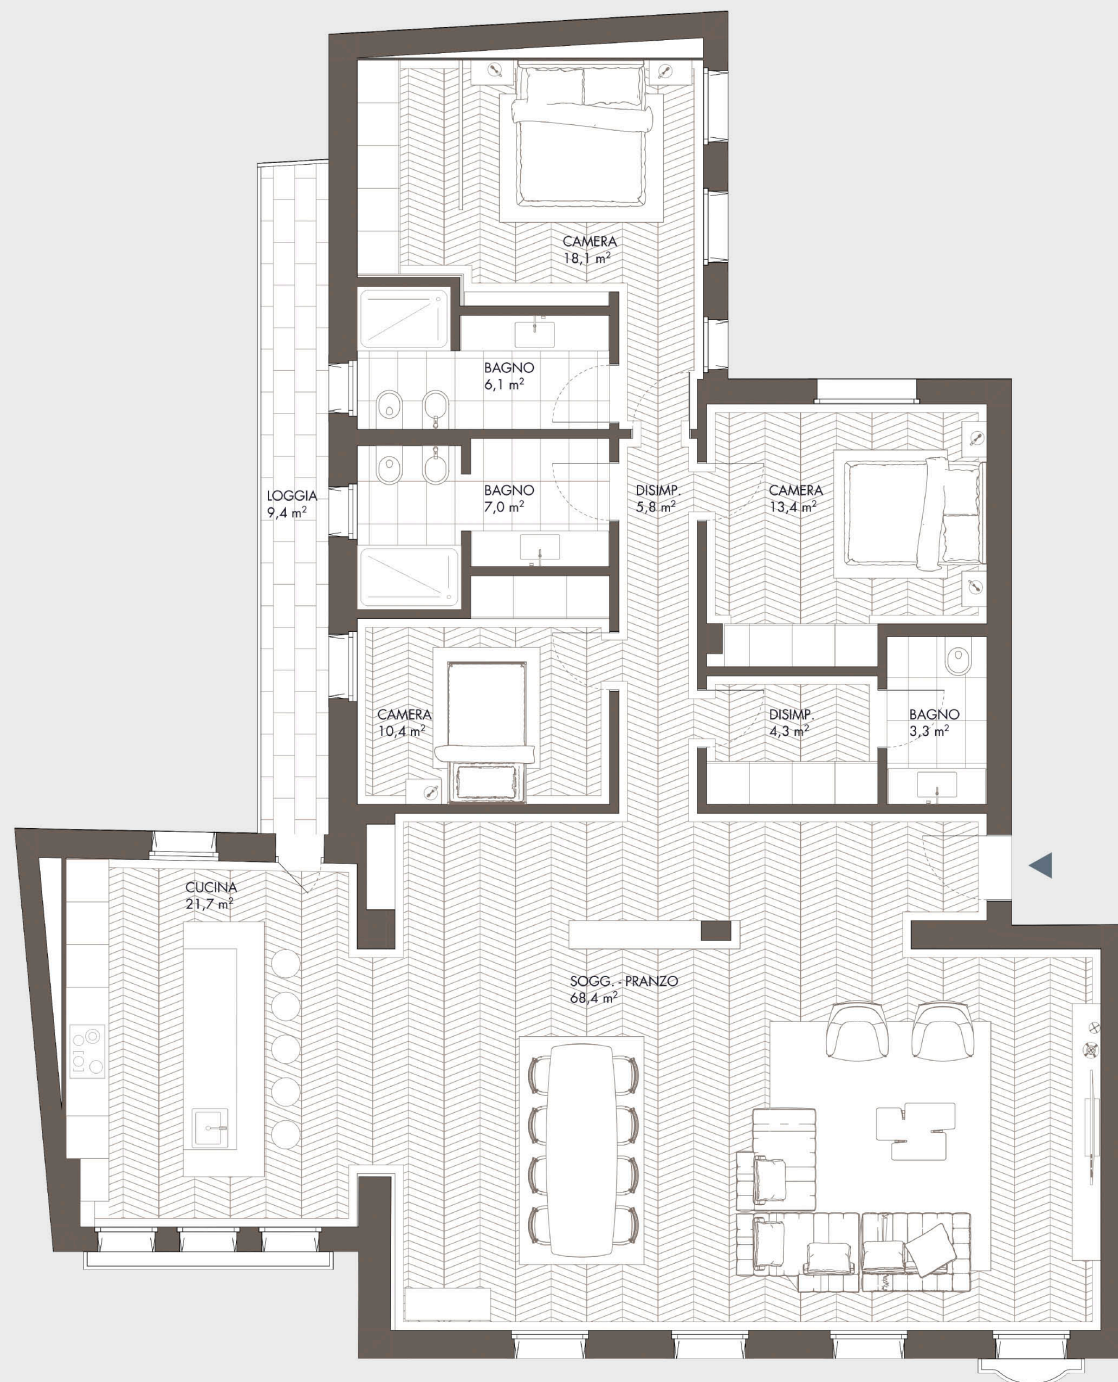 CAMERA
18,1 m²
BAGNO
6,1 m²
LOGGIA
9,4 m²
BAGNO
7,0 m²
DISIMP.
5,8 m²
CAMERA
13,4 m²
CAMERA
10,4 m²
DISIMP.
4,3 m²
BAGNO
3,3 m²
CUCINA
21,7 m²
SOGG. - PRANZO
68,4 m²